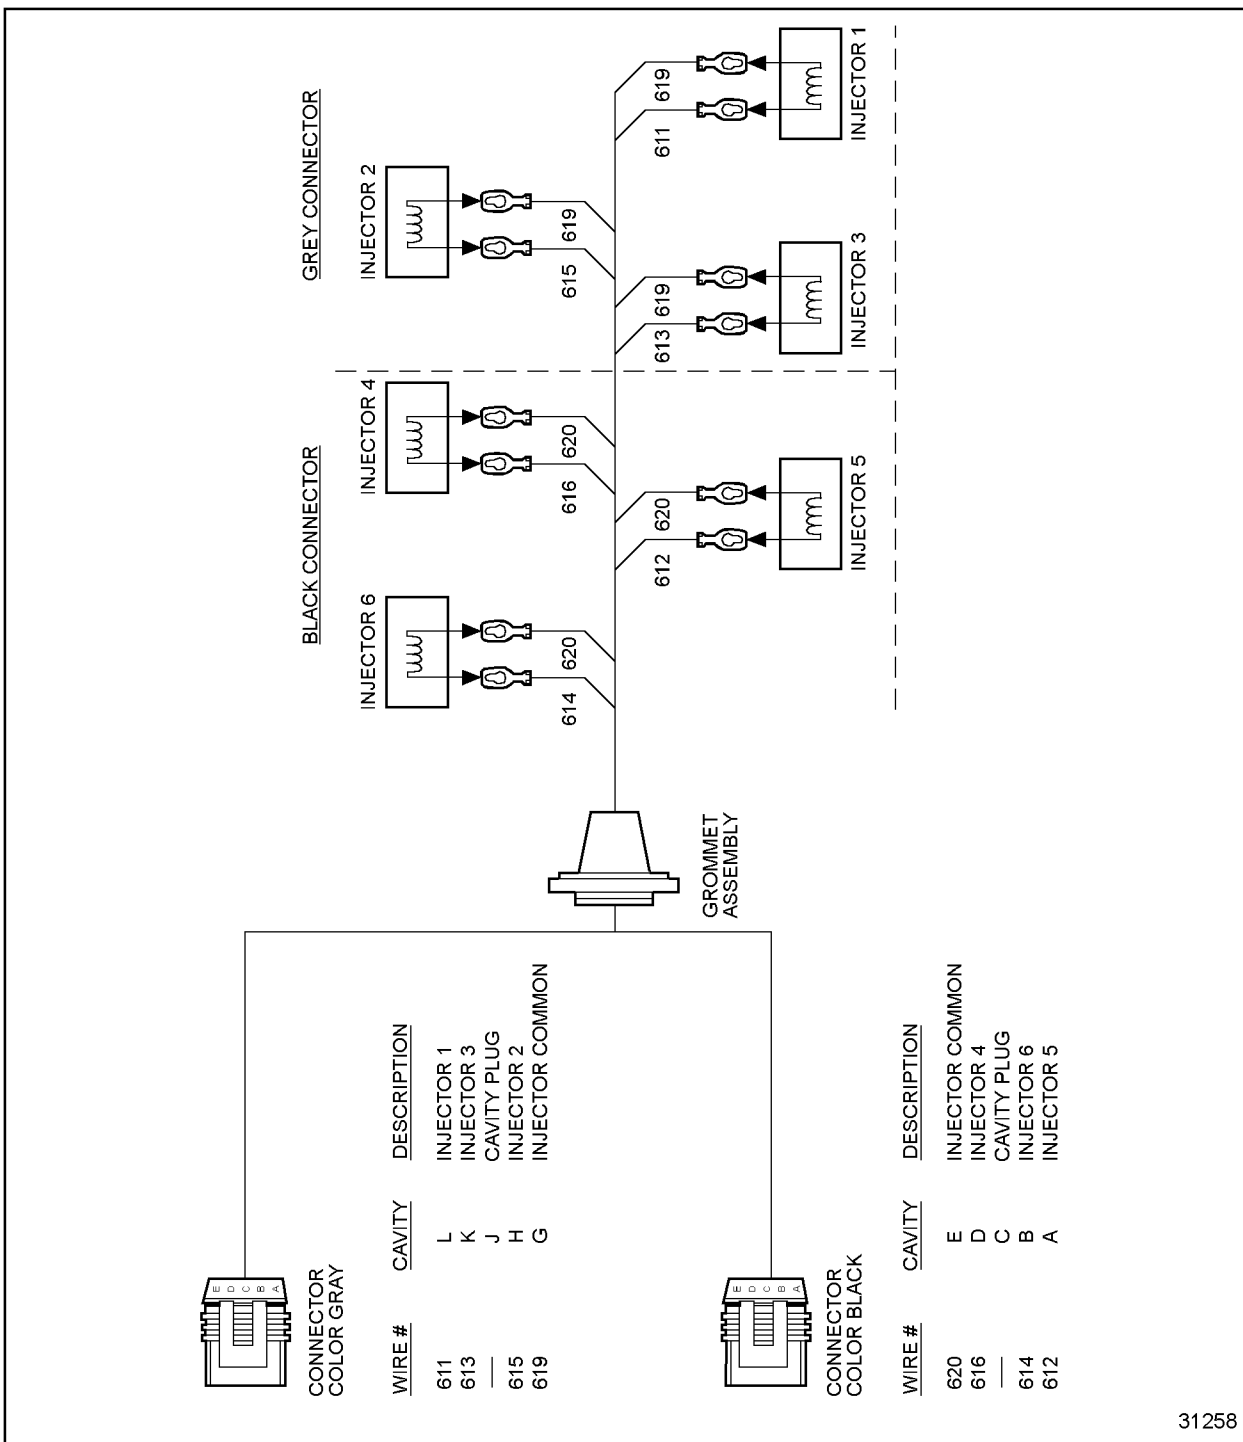 GREY CONNECTOR
INJECTOR 1
619
611
INJECTOR 2
619
615
INJECTOR 3
619
613
BLACK CONNECTOR
INJECTOR 4
620
616
INJECTOR 5
620
612
INJECTOR 6
620
614
GROMMET
ASSEMBLY
E D C B A
CONNECTOR
COLOR GRAY
WIRE # CAVITY DESCRIPTION
611 L INJECTOR 1
613 K INJECTOR 3
— J CAVITY PLUG
615 H INJECTOR 2
619 G INJECTOR COMMON
E D C B A
CONNECTOR
COLOR BLACK
WIRE # CAVITY DESCRIPTION
620 E INJECTOR COMMON
616 D INJECTOR 4
— C CAVITY PLUG
614 B INJECTOR 6
612 A INJECTOR 5
31258